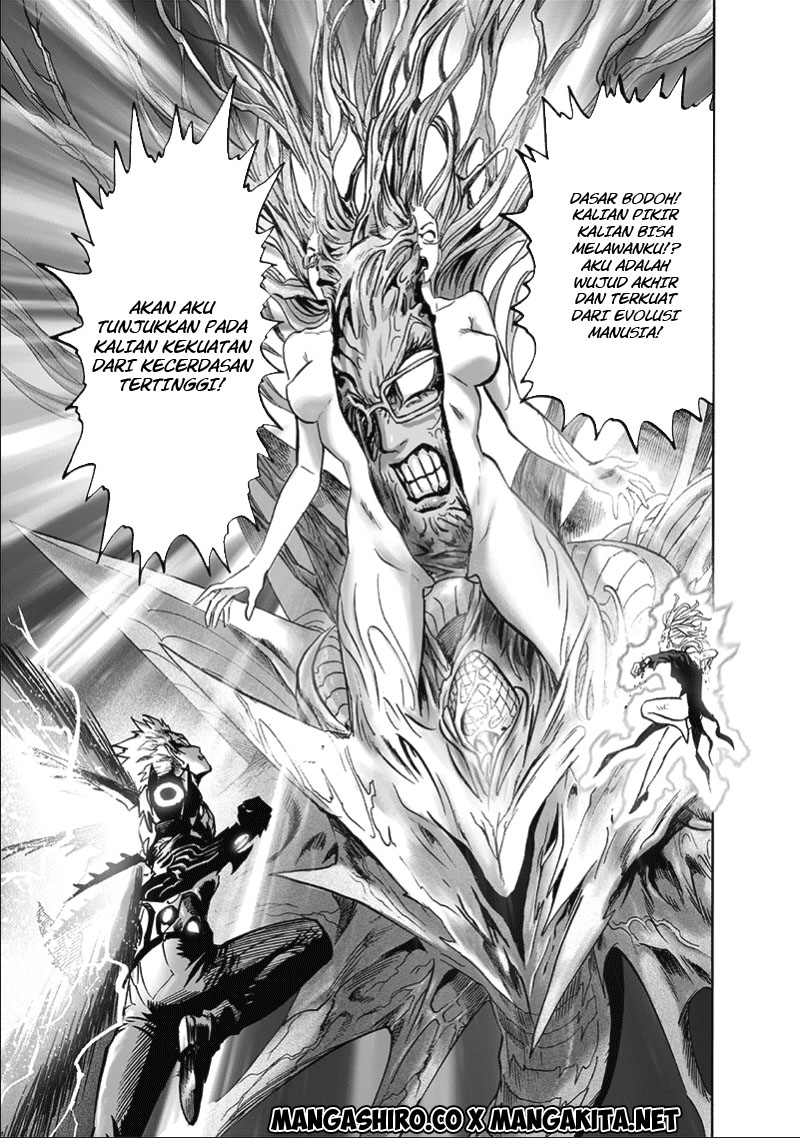 DASAR BODOH!
KALIAN PIKIR
KALIAN BISA
MELAWANKU!?
AKU ADALAH
WUJUD AKHIR
DAN TERKUAT
DARI EVOLUSI
MANUSIA!
AKAN AKU
TUNJUKKAN PADA
KALIAN KEKUATAN
DARI KECERDASAN
TERTINGGI!
MANGASHIRO.CO X MANGAKITA.NET